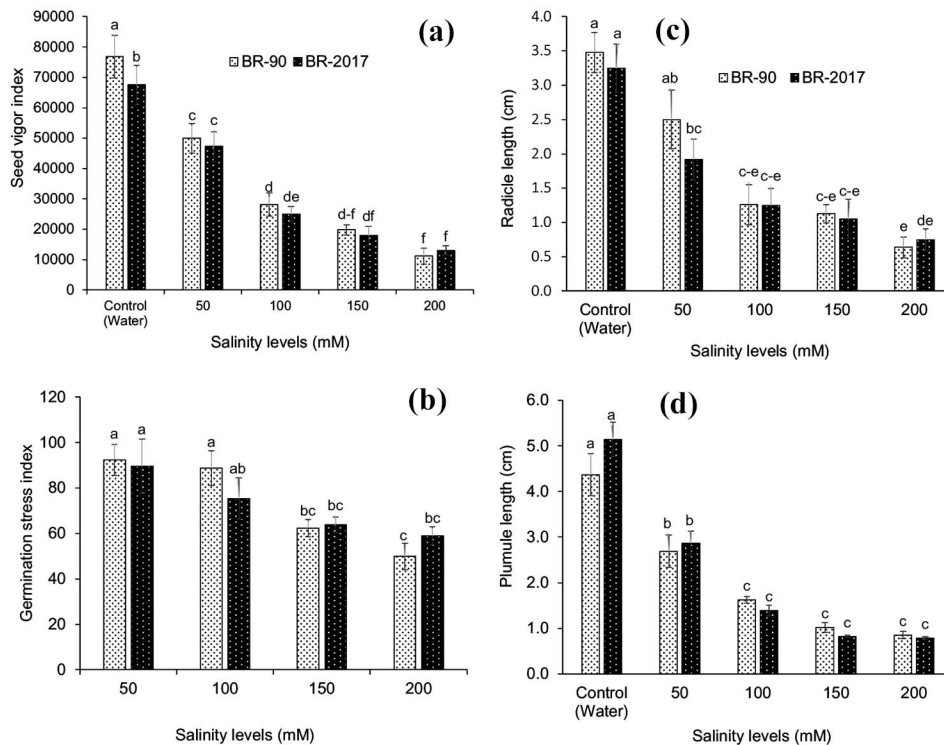 (a)
Seed vigor index
90000
80000
70000
60000
50000
40000
30000
20000
10000
0
BR-90 BR-2017
a
b
c c
d de
d-f df
f f
Control
(Water) 50 100 150 200
Salinity levels (mM)
(c)
Radicle length (cm)
4.0
3.5
3.0
2.5
2.0
1.5
1.0
0.5
0.0
BR-90 BR-2017
a a
ab
bc
c-e c-e
c-e c-e
e de
Control
(Water) 50 100 150 200
Salinity levels (mM)
(b)
Germination stress index
120
100
80
60
40
20
0
a a
a
ab
bc bc
c
bc
50 100 150 200
Salinity levels (mM)
(d)
Plumule length (cm)
6.0
5.0
4.0
3.0
2.0
1.0
0.0
a
a
b b
c c
c c
c c
Control
(Water) 50 100 150 200
Salinity levels (mM)